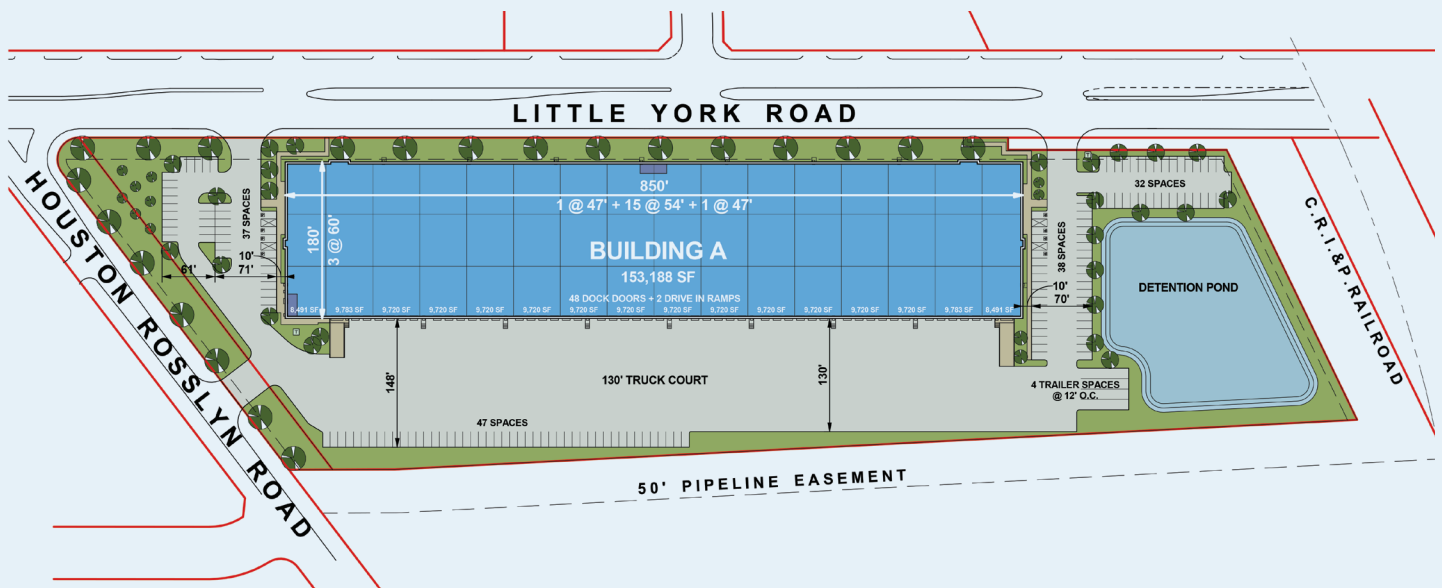 LITTLE YORK ROAD
HOUSTON ROSSLYN ROAD
C.R.I.&P. RAILROAD
37 SPACES
61'
71'
10'
850'
1 @ 47' + 15 @ 54' + 1 @ 47'
180'
3 @ 60'
BUILDING A
153,188 SF
48 DOCK DOORS + 2 DRIVE IN RAMPS
8,491 SF 9,783 SF 9,720 SF 9,720 SF 9,720 SF 9,720 SF 9,720 SF 9,720 SF 9,720 SF 9,720 SF 9,720 SF 9,720 SF 9,720 SF 9,720 SF 9,783 SF 8,491 SF
32 SPACES
38 SPACES
10'
70'
DETENTION POND
148'
130' TRUCK COURT
130'
4 TRAILER SPACES
@ 12' O.C.
47 SPACES
50' PIPELINE EASEMENT